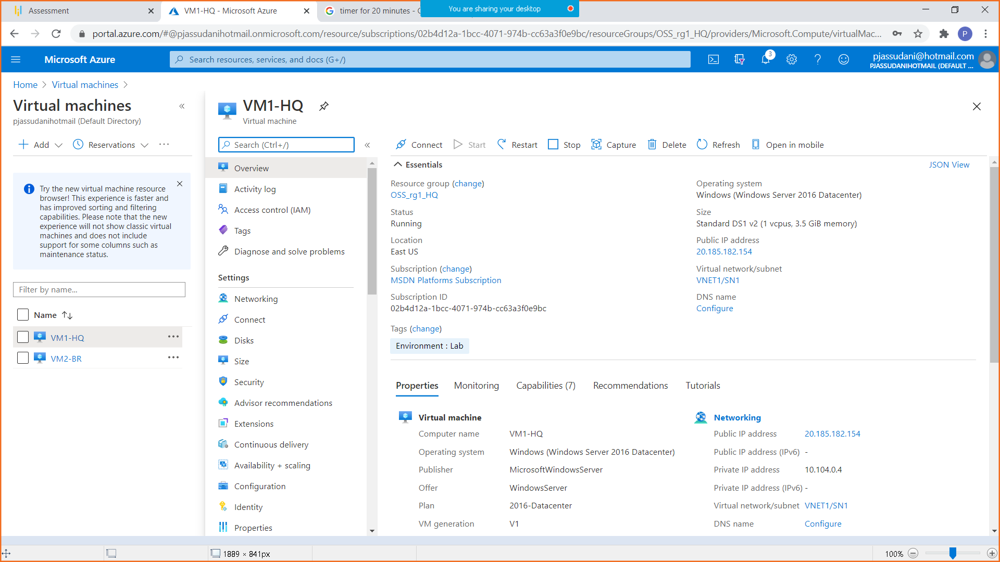 Assessment
VM1-HQ - Microsoft Azure
timer for 20 minutes -
You are sharing your desktop
portal.azure.com/#@pjassudanihotmail.onmicrosoft.com/resource/subscriptions/02b4d12a-1bcc-4071-974b-cc63a3f0e9bc/resourceGroups/OSS_rg1_HQ/providers/Microsoft.Compute/virtualMac...
P
Microsoft Azure
Search resources, services, and docs (G+/)
3
pjassudani@hotmail.com
PJASSUDANIHOTMAIL (DEFAULT ...
Home > Virtual machines >
Virtual machines
pjassudanihotmail (Default Directory)
Add
Reservations
...
Try the new virtual machine resource
browser! This experience is faster and
has improved sorting and filtering
capabilities. Please note that the new
experience will not show classic virtual
machines and does not include
support for some columns such as
maintenance status.
Filter by name...
Name
VM1-HQ
VM2-BR
VM1-HQ
Virtual machine
Search (Ctrl+/)
Overview
Activity log
Access control (IAM)
Tags
Diagnose and solve problems
Settings
Networking
Connect
Disks
Size
Security
Advisor recommendations
Extensions
Continuous delivery
Availability + scaling
Configuration
Identity
Properties
Connect
Start
Restart
Stop
Capture
Delete
Refresh
Open in mobile
Essentials
JSON View
Resource group (change)
OSS_rg1_HQ
Status
Running
Location
East US
Subscription (change)
MSDN Platforms Subscription
Subscription ID
02b4d12a-1bcc-4071-974b-cc63a3f0e9bc
Operating system
Windows (Windows Server 2016 Datacenter)
Size
Standard DS1 v2 (1 vcpus, 3.5 GiB memory)
Public IP address
20.185.182.154
Virtual network/subnet
VNET1/SN1
DNS name
Configure
Tags (change)
Environment : Lab
Properties
Monitoring
Capabilities (7)
Recommendations
Tutorials
Virtual machine
Computer name VM1-HQ
Operating system Windows (Windows Server 2016 Datacenter)
Publisher MicrosoftWindowsServer
Offer WindowsServer
Plan 2016-Datacenter
VM generation V1
Networking
Public IP address 20.185.182.154
Public IP address (IPv6) -
Private IP address 10.104.0.4
Private IP address (IPv6) -
Virtual network/subnet VNET1/SN1
DNS name Configure
1889 × 841px
100%